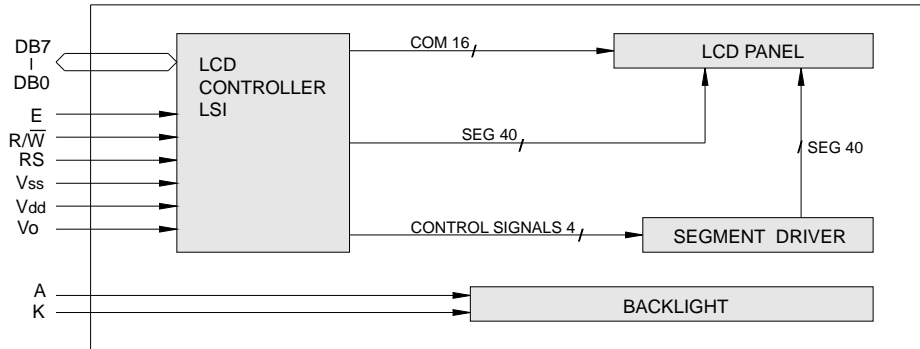 DB7
DB0
E
R/W̅
RS
Vss
Vdd
Vo
A
K
LCD
CONTROLLER
LSI
COM 16
SEG 40
CONTROL SIGNALS 4
LCD PANEL
SEG 40
SEGMENT DRIVER
BACKLIGHT